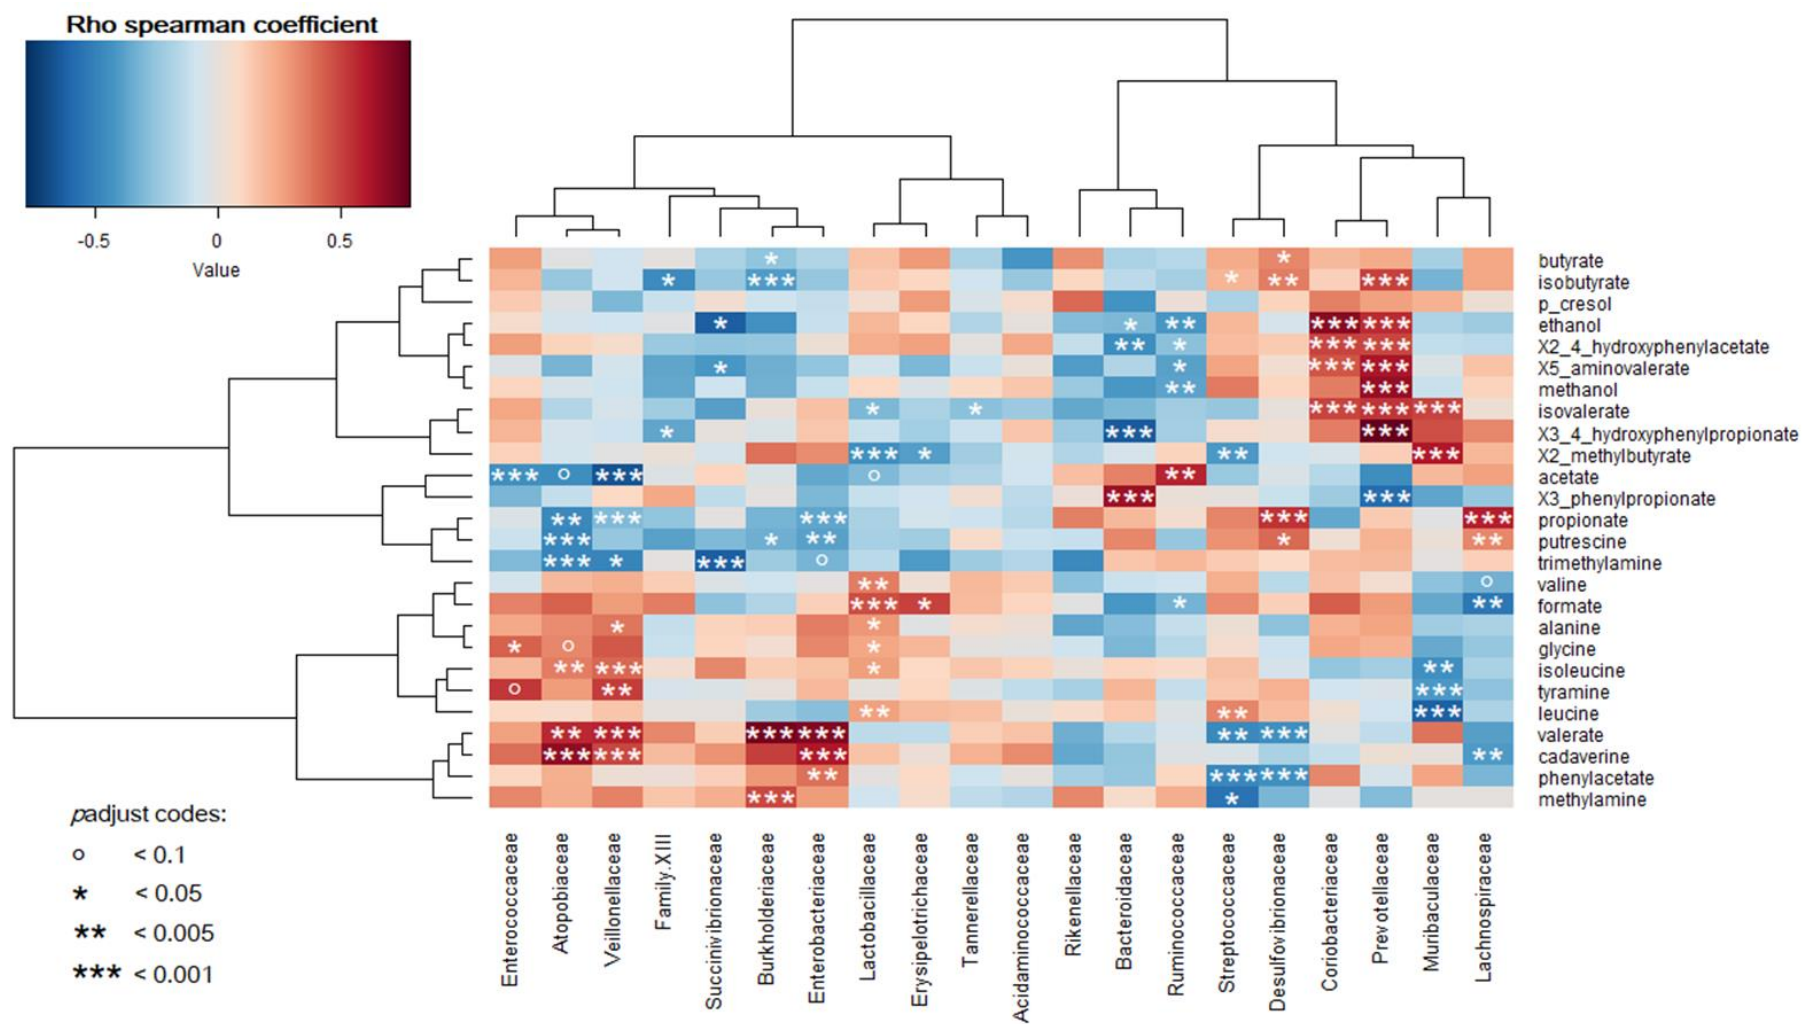 Rho spearman coefficient
-0.5 0 0.5
Value
* * butyrate
* *** * ** *** isobutyrate
p_cresol
* * ** *** *** ethanol
** * *** *** X2_4_hydroxyphenylacetate
* * *** *** X5_aminovalerate
** *** methanol
* * *** *** *** isovalerate
* *** *** X3_4_hydroxyphenylpropionate
*** * ** *** X2_methylbutyrate
*** ○ *** ○ ** acetate
*** *** X3_phenylpropionate
** *** *** *** *** propionate
*** * ** * ** putrescine
*** * *** ○ trimethylamine
** ○ valine
*** * * ** formate
* * alanine
* ○ * glycine
** *** * ** isoleucine
○ ** *** tyramine
** ** *** leucine
** *** *** *** ** *** valerate
*** *** *** ** cadaverine
** *** *** phenylacetate
*** * methylamine
padjust codes:
○ < 0.1
* < 0.05
** < 0.005
*** < 0.001
Enterococcaceae
Atopobiaceae
Veillonellaceae
Family.XIII
Succinivibrionaceae
Burkholderiaceae
Enterobacteriaceae
Lactobacillaceae
Erysipelotrichaceae
Tannerellaceae
Acidaminococcaceae
Rikenellaceae
Bacteroidaceae
Ruminococcaceae
Streptococcaceae
Desulfovibrionaceae
Coriobacteriaceae
Prevotellaceae
Muribaculaceae
Lachnospiraceae